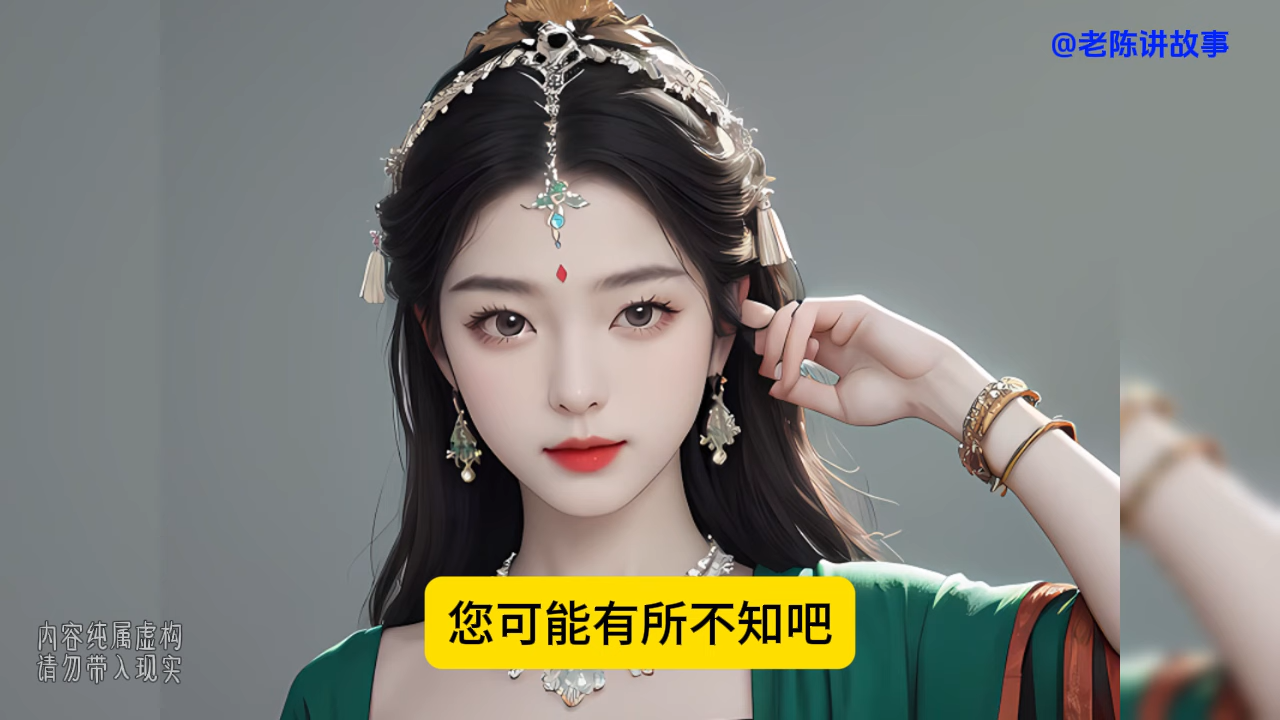 @老陈讲故事
您可能有所不知吧
内容纯属虚构
请勿带入现实